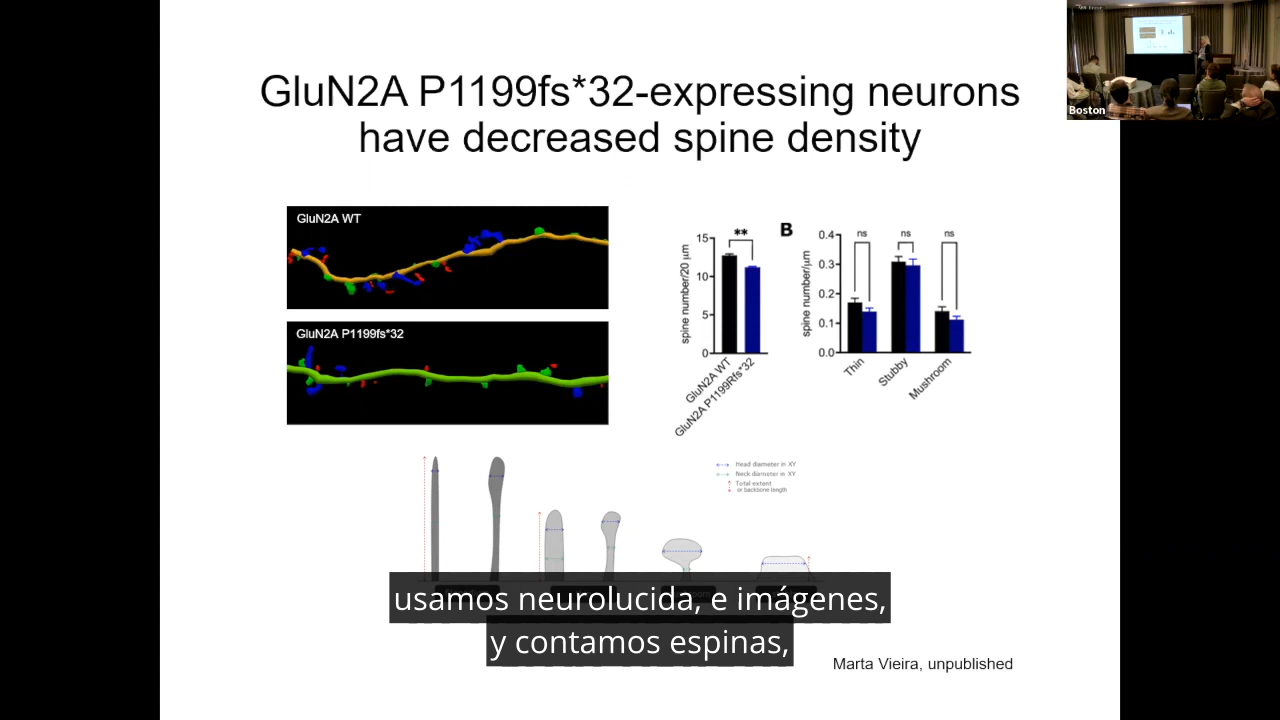 GluN2A P1199fs*32-expressing neurons
have decreased spine density
GluN2A WT
GluN2A P1199fs*32
spine number/20 μm
15
10
5
0
**
GluN2A WT
GluN2A P1199Rfs*32
B
spine number/μm
0.4
0.3
0.2
0.1
0.0
ns
ns
ns
Thin
Stubby
Mushroom
Head diameter in XY
Neck diameter in XY
Total extent
or backbone length
usamos neurolucida, e imágenes,
y contamos espinas,
Marta Vieira, unpublished
Boston